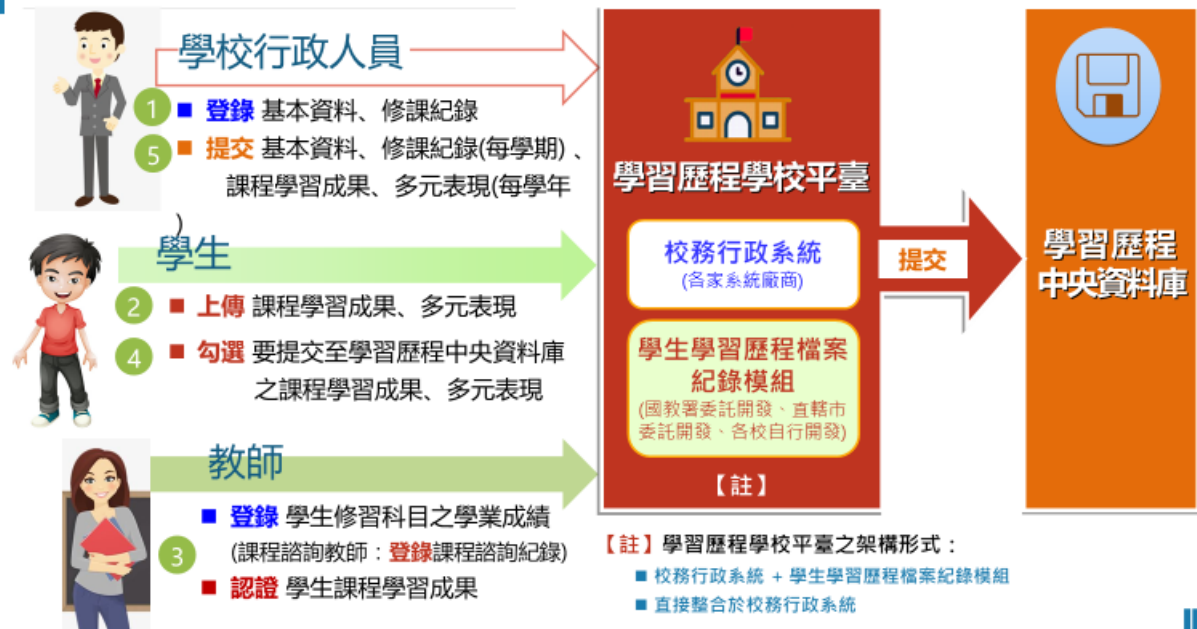 學校行政人員
1 ■ 登錄 基本資料、修課紀錄
5 ■ 提交 基本資料、修課紀錄(每學期)、
課程學習成果、多元表現(每學年
)
學生
2 ■ 上傳 課程學習成果、多元表現
4 ■ 勾選 要提交至學習歷程中央資料庫
之課程學習成果、多元表現
教師
■ 登錄 學生修習科目之學業成績
3 (課程諮詢教師：登錄課程諮詢紀錄)
■ 認證 學生課程學習成果
學習歷程學校平臺
校務行政系統
(各家系統廠商)
學生學習歷程檔案
紀錄模組
(國教署委託開發、直轄市
委託開發、各校自行開發)
【註】
提交
學習歷程
中央資料庫
【註】學習歷程學校平臺之架構形式：
■ 校務行政系統 + 學生學習歷程檔案紀錄模組
■ 直接整合於校務行政系統